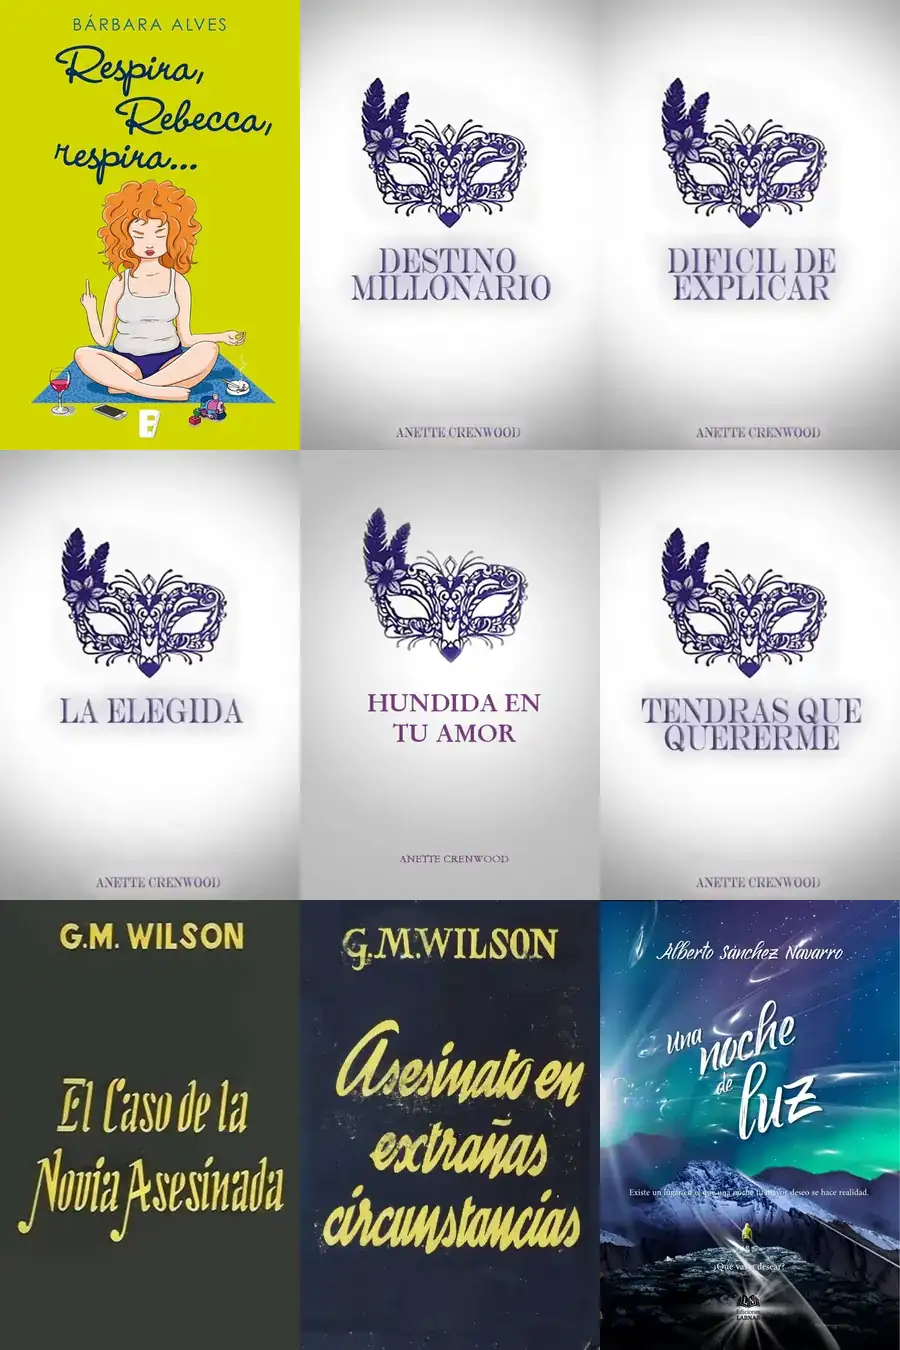 BÁRBARA ALVES
Respira,
Rebecca,
respira...
B
DESTINO
MILLONARIO
ANETTE CRENWOOD
DIFICIL DE
EXPLICAR
ANETTE CRENWOOD
LA ELEGIDA
ANETTE CRENWOOD
HUNDIDA EN
TU AMOR
ANETTE CRENWOOD
TENDRAS QUE
QUERERME
ANETTE CRENWOOD
G.M. WILSON
El Caso de la
Novia Asesinada
G.M.WILSON
Asesinato en
extrañas
circunstancias
Alberto Sánchez Navarro
Una
noche
de
luz
Existe un lugar en el que una noche tu mayor deseo se hace realidad.
¿Qué vas a desear?
Ediciones
LABNAR